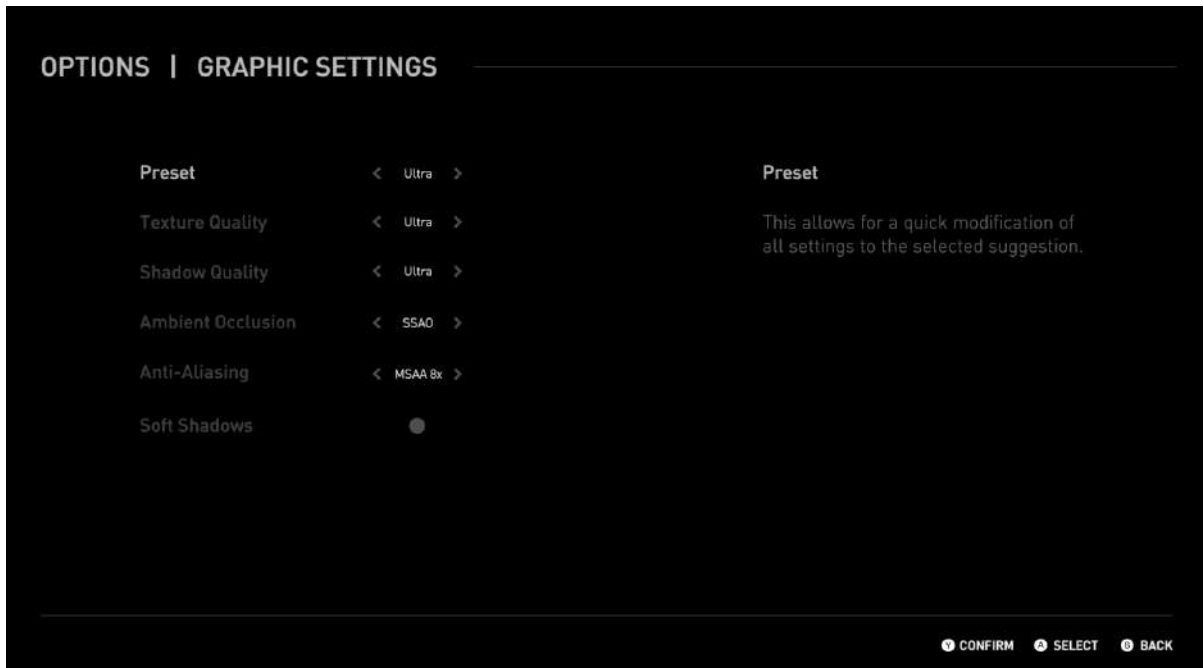 OPTIONS | GRAPHIC SETTINGS
Preset < Ultra >
Texture Quality < Ultra >
Shadow Quality < Ultra >
Ambient Occlusion < SSAO >
Anti-Aliasing < MSAA 8x >
Soft Shadows
Preset
This allows for a quick modification of
all settings to the selected suggestion.
Y CONFIRM A SELECT B BACK